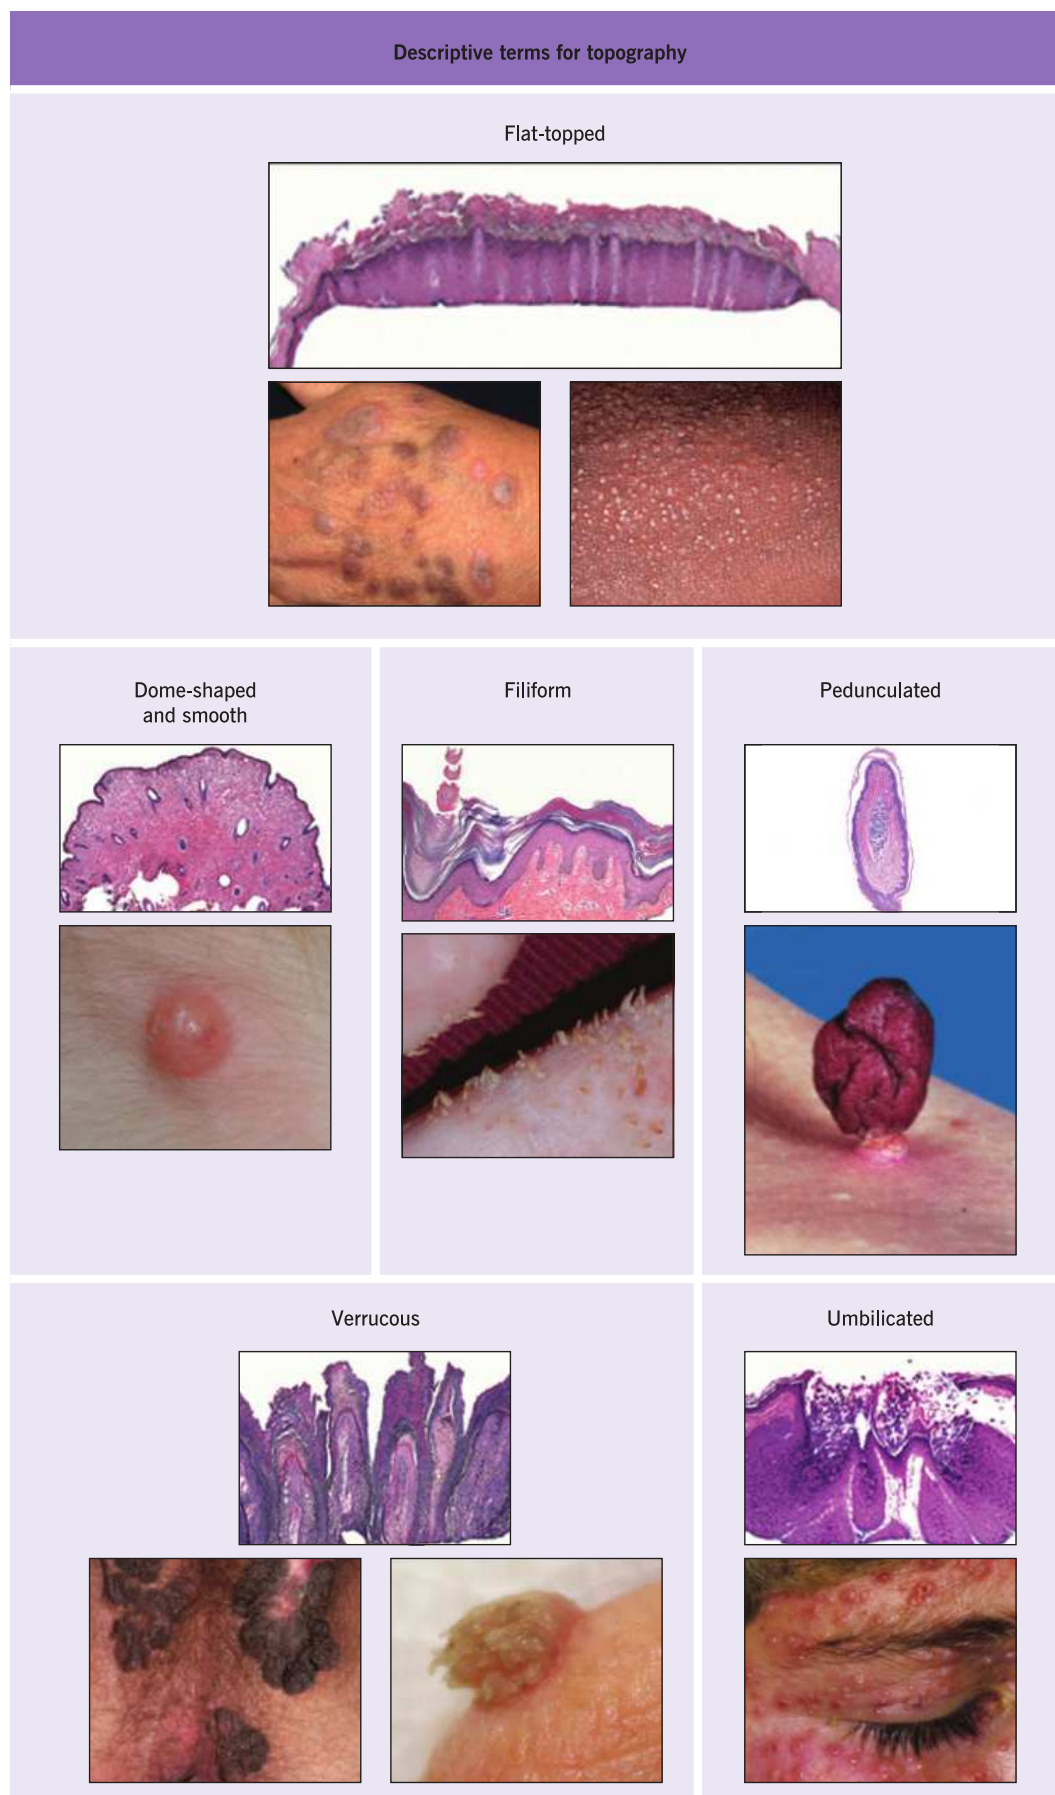 Descriptive terms for topography
Flat-topped
Dome-shaped
and smooth
Filiform
Pedunculated
Verrucous
Umbilicated